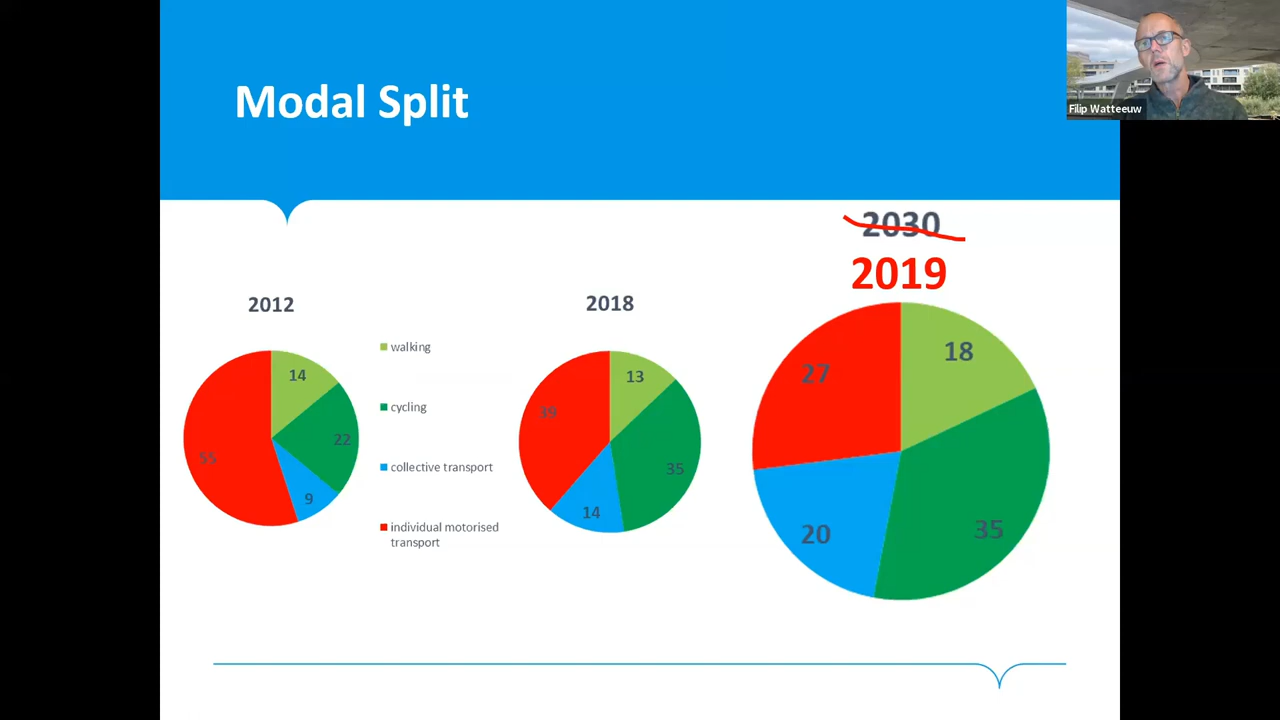 Modal Split
Filip Watteeuw
2030
2019
2012
2018
14
22
9
55
walking
cycling
collective transport
individual motorised
transport
13
35
14
39
18
35
20
27